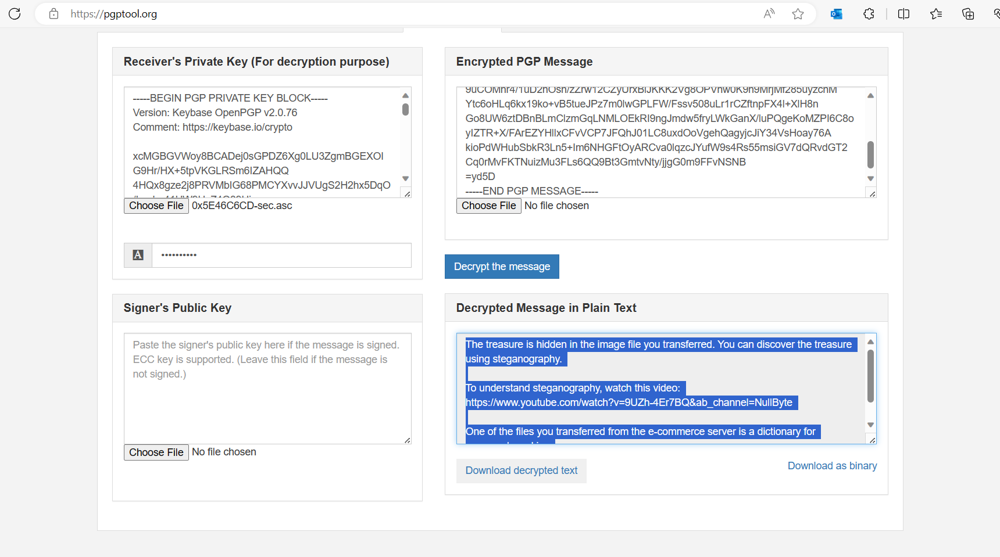 https://pgptool.org
Receiver's Private Key (For decryption purpose)
-----BEGIN PGP PRIVATE KEY BLOCK-----
Version: Keybase OpenPGP v2.0.76
Comment: https://keybase.io/crypto
xcMGBGVWoy8BCADej0sGPDZ6Xg0LU3ZgmBGEXOI
G9Hr/HX+5tpVKGLRSm6IZAHQQ
4HQx8gze2j8PRVMbIG68PMCYXvvJJVUgS2H2hx5DqO
Choose File 0x5E46C6CD-sec.asc
A ••••••••••
Encrypted PGP Message
Ytc6oHLq6kx19ko+vB5tueJPz7m0lwGPLFW/Fssv508uLr1rCZftnpFX4I+XlH8n
Go8UW6ztDBnBLmClzmGqLNMLOEkRI9ngJmdw5fryLWkGanX/luPQgeKoMZPI6C8o
yIZTR+X/FArEZYHllxCFvVCP7JFQhJ01LC8uxdOoVgehQagyjcJiY34VsHoay76A
kioPdWHubSbkR3Ln5+Im6NHGFtOyARCva0lqzcJYufW9s4Rs55msiGV7dQRvdGT2
Cq0rMvFKTNuizMu3FLs6QQ9Bt3GmtvNty/jjgG0m9FFvNSNB
=yd5D
-----END PGP MESSAGE-----
Choose File No file chosen
Decrypt the message
Signer's Public Key
Paste the signer's public key here if the message is signed.
ECC key is supported. (Leave this field if the message is
not signed.)
Choose File No file chosen
Decrypted Message in Plain Text
The treasure is hidden in the image file you transferred. You can discover the treasure
using steganography.
To understand steganography, watch this video:
https://www.youtube.com/watch?v=9UZh-4Er7BQ&ab_channel=NullByte
One of the files you transferred from the e-commerce server is a dictionary for
Download decrypted text
Download as binary